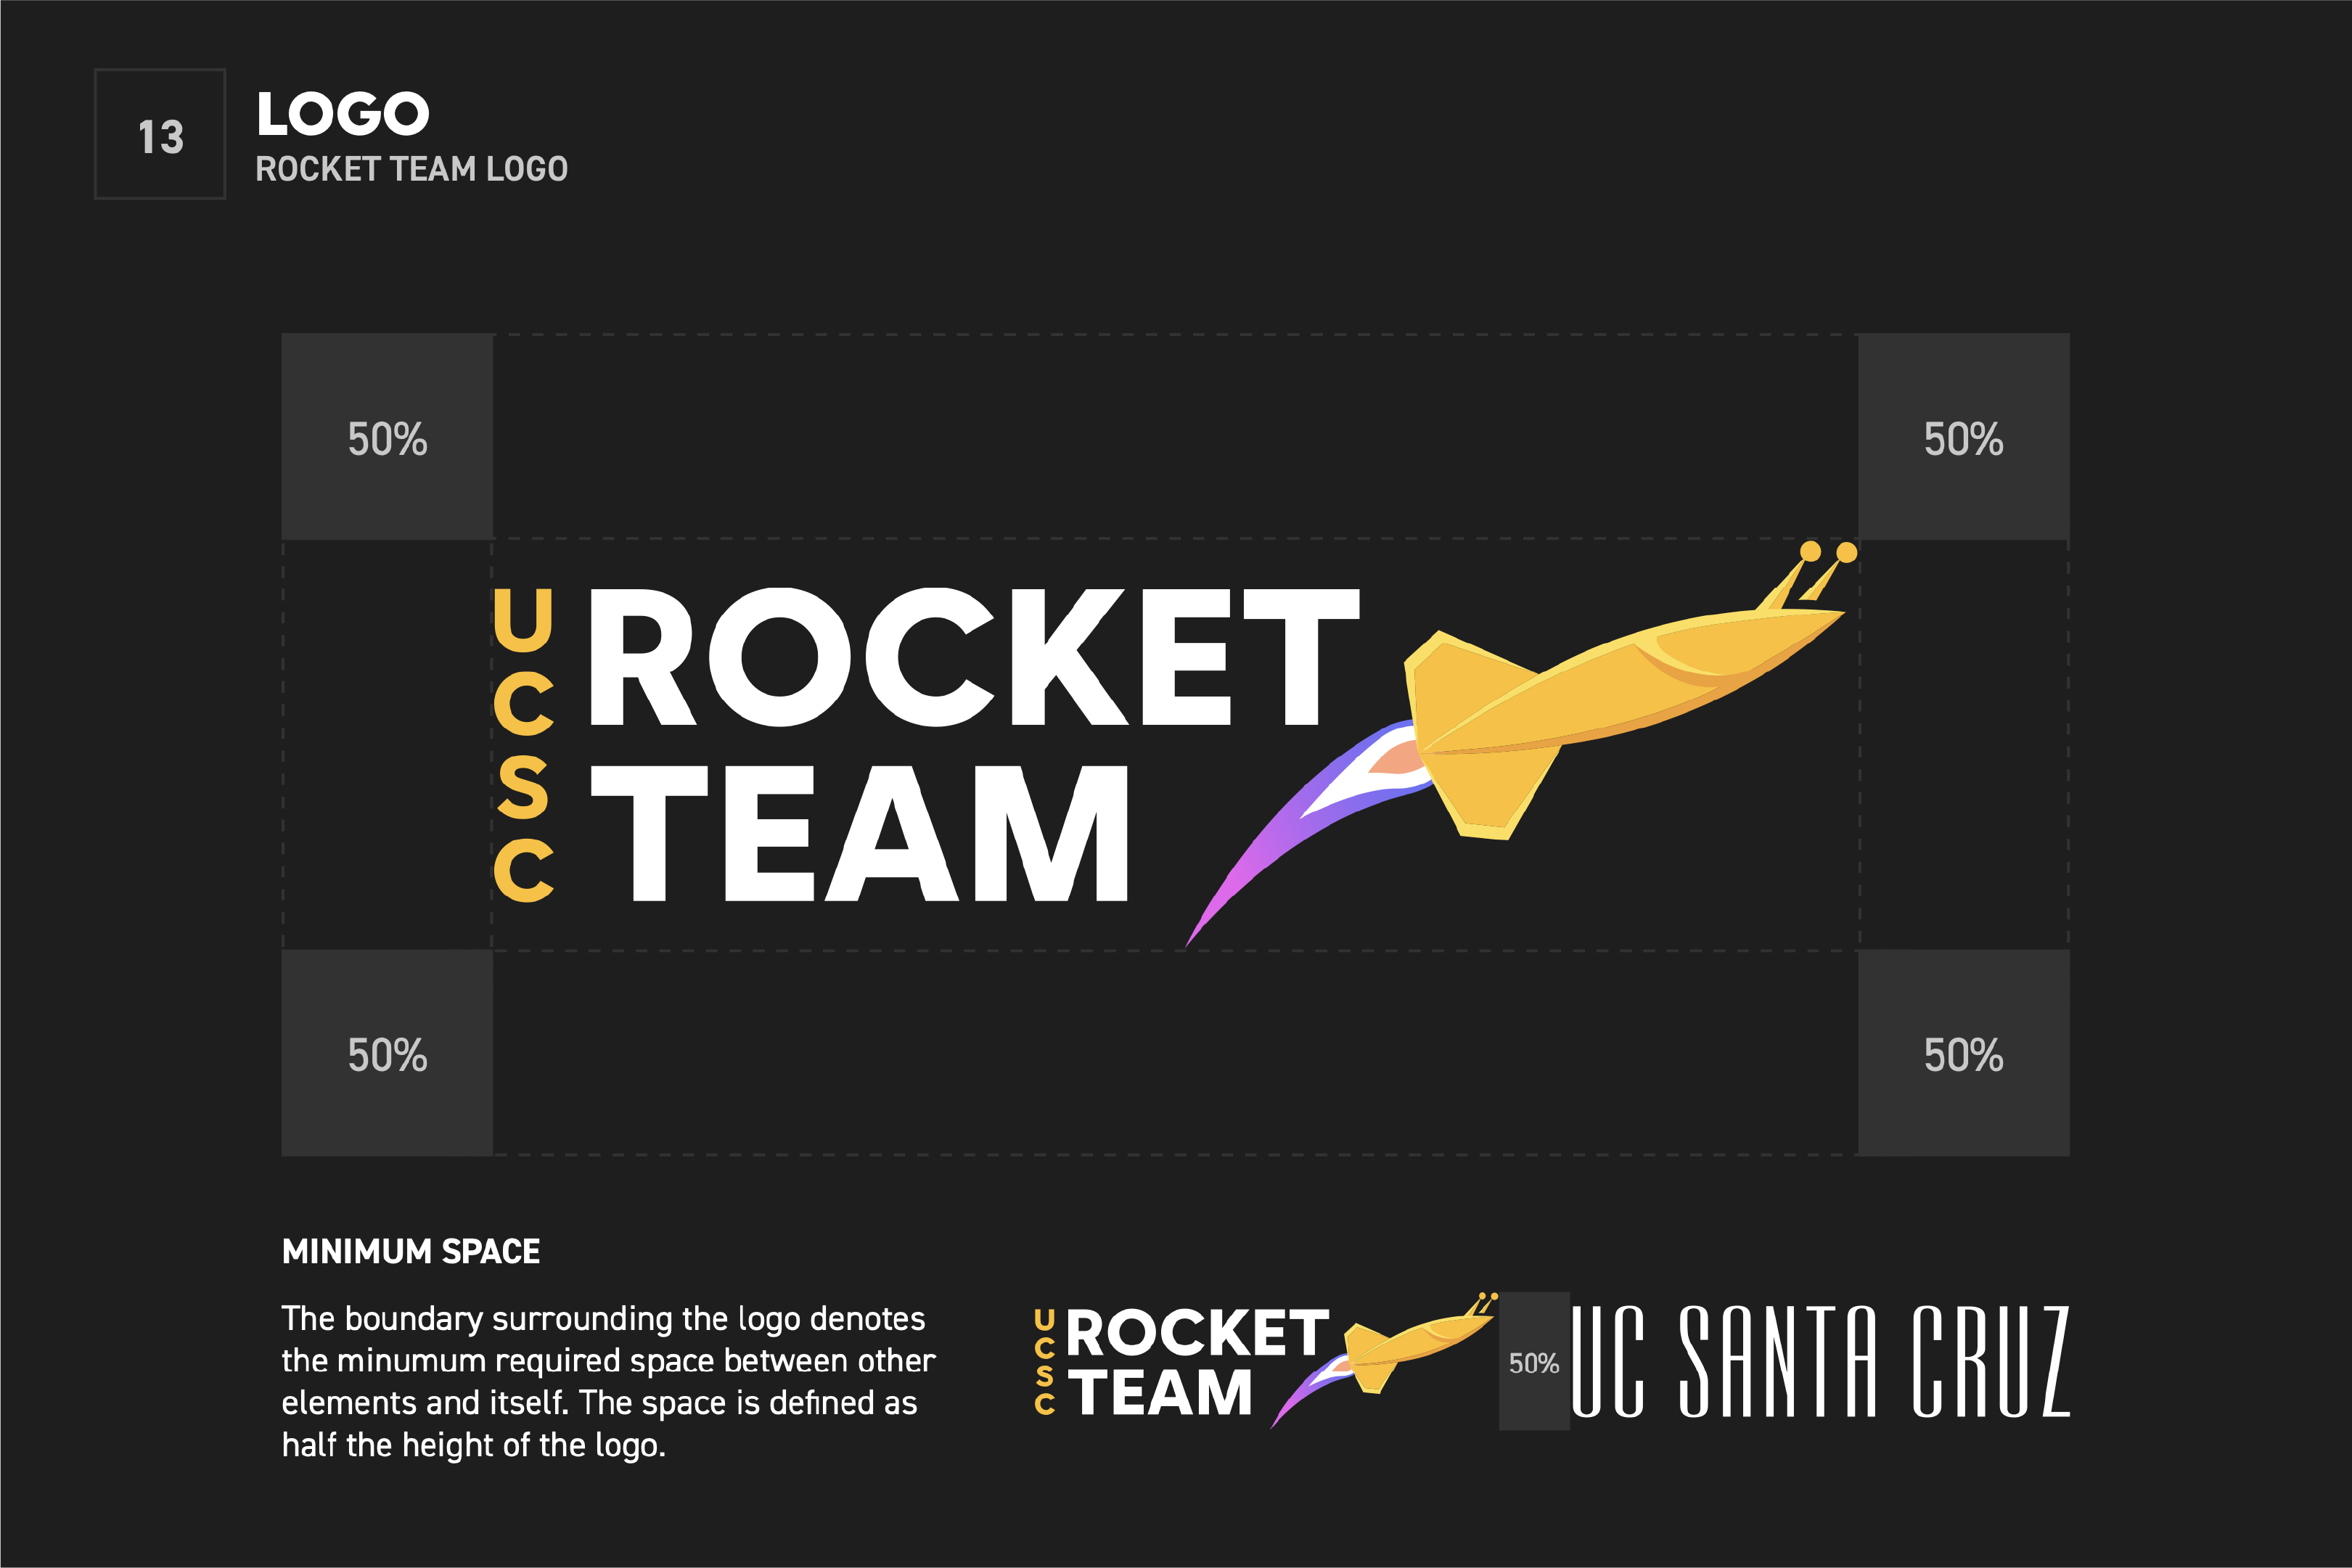 13
LOGO
ROCKET TEAM LOGO
50%
50%
UCSC
ROCKET
TEAM
50%
50%
MINIMUM SPACE
The boundary surrounding the logo denotes
the minumum required space between other
elements and itself. The space is defined as
half the height of the logo.
UCSC
ROCKET
TEAM
50%
UC SANTA CRUZ